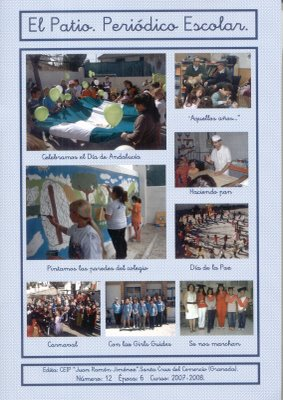 El Patio. Periódico Escolar.
Celebramos el Día de Andalucía
"Aquellos años..."
Haciendo pan
Pintamos las paredes del colegio
Día de la Paz
Carnaval
Con las Girls Guides
Se nos marchan
Edita: CEIP "Juan Ramón Jiménez" Santa Cruz del Comercio (Granada).
Número: 12 Época: 6 Curso: 2007-2008.